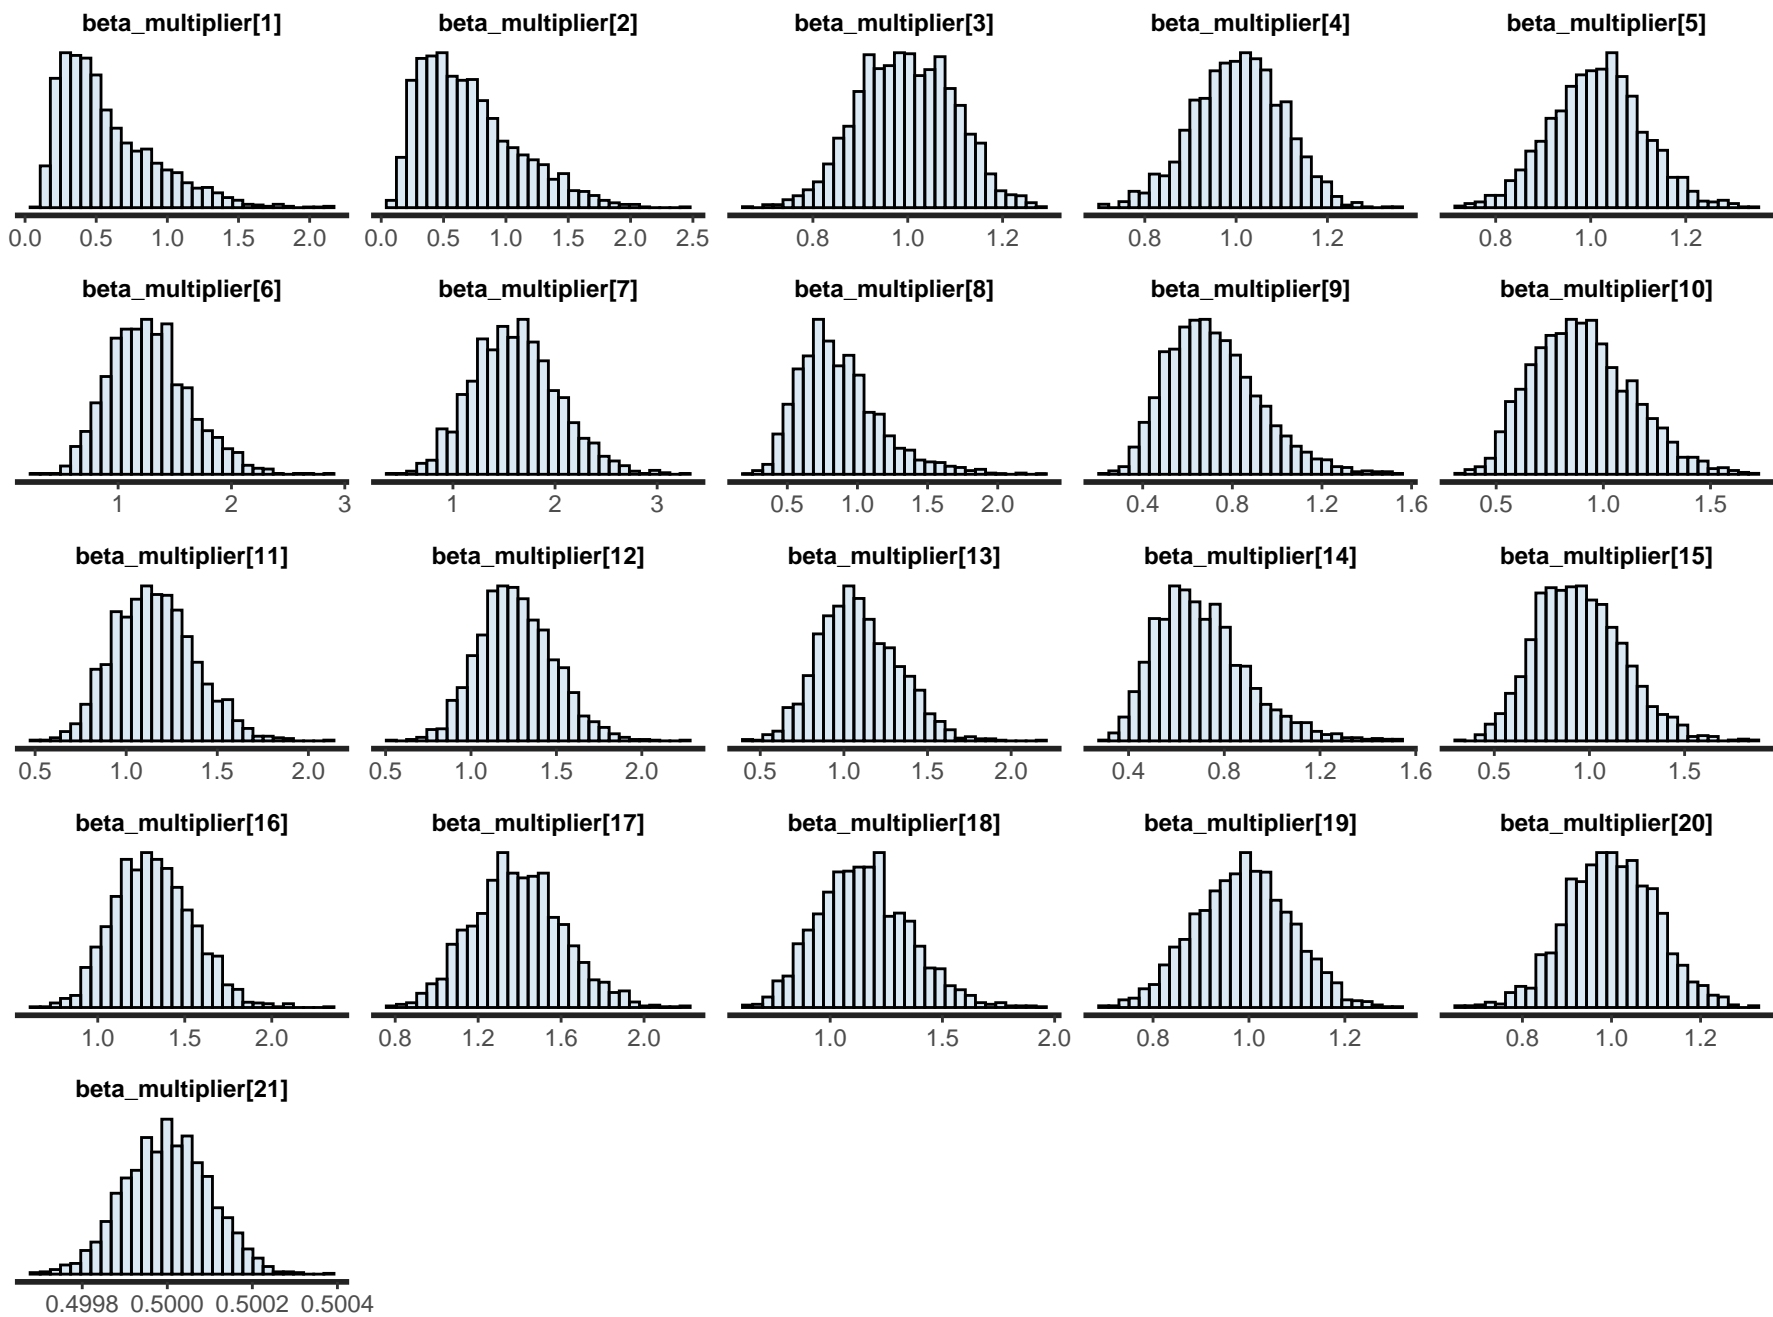 beta_multiplier[1] beta_multiplier[2] beta_multiplier[3] beta_multiplier[4] beta_multiplier[5]
0.0 0.5 1.0 1.5 2.0 0.0 0.5 1.0 1.5 2.0 2.5 0.8 1.0 1.2 0.8 1.0 1.2 0.8 1.0 1.2
beta_multiplier[6] beta_multiplier[7] beta_multiplier[8] beta_multiplier[9] beta_multiplier[10]
1 2 3 1 2 3 0.5 1.0 1.5 2.0 0.4 0.8 1.2 1.6 0.5 1.0 1.5
beta_multiplier[11] beta_multiplier[12] beta_multiplier[13] beta_multiplier[14] beta_multiplier[15]
0.5 1.0 1.5 2.0 0.5 1.0 1.5 2.0 0.5 1.0 1.5 2.0 0.4 0.8 1.2 1.6 0.5 1.0 1.5
beta_multiplier[16] beta_multiplier[17] beta_multiplier[18] beta_multiplier[19] beta_multiplier[20]
1.0 1.5 2.0 0.8 1.2 1.6 2.0 1.0 1.5 2.0 0.8 1.0 1.2 0.8 1.0 1.2
beta_multiplier[21]
0.4998 0.5000 0.5002 0.5004